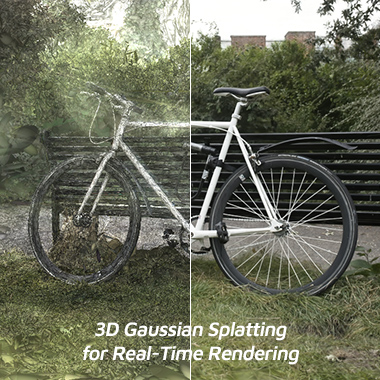 3D Gaussian Splatting
for Real-Time Rendering